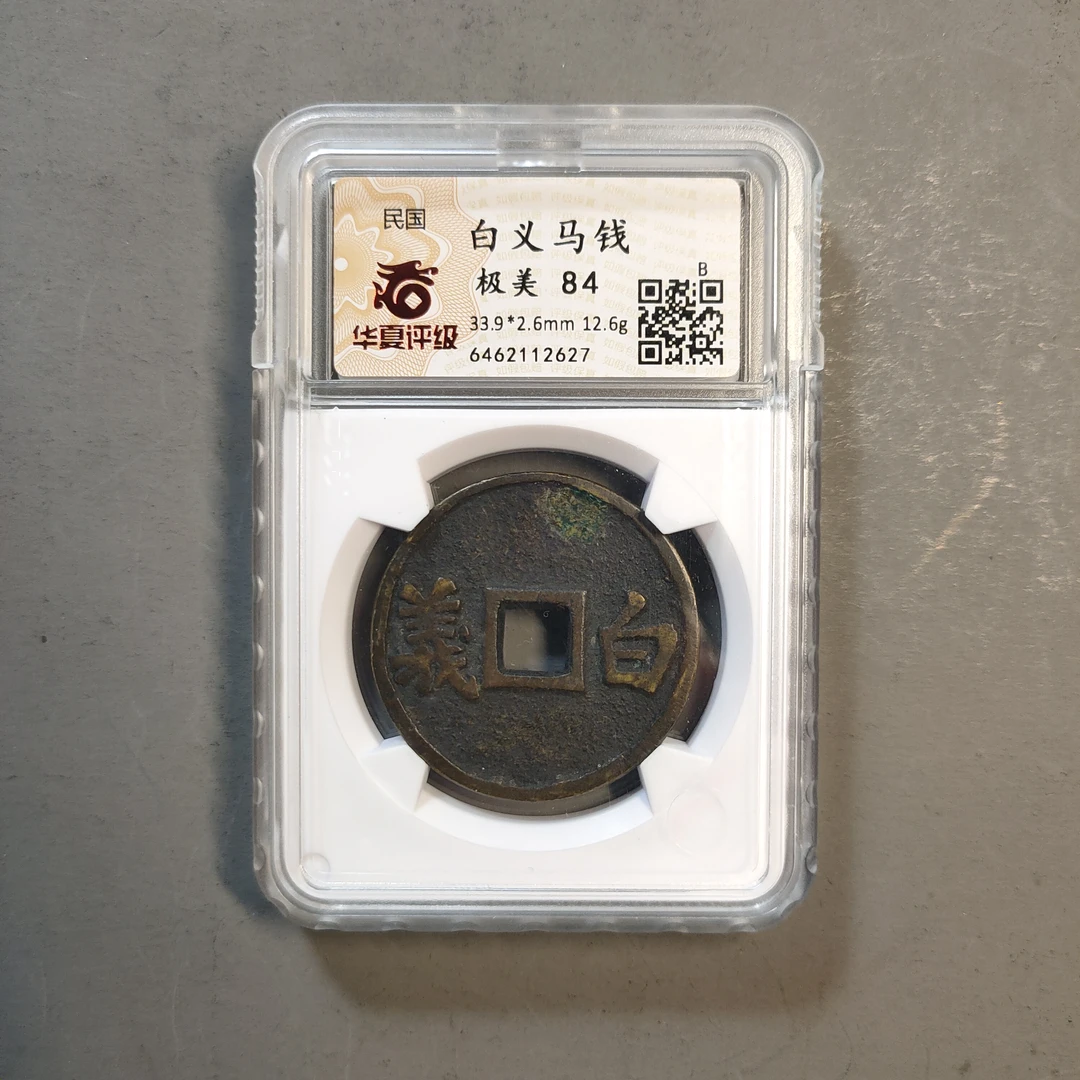 民国
华夏评级
白义马钱
极美 84
33.9*2.6mm 12.6g
6462112627
B
義 白